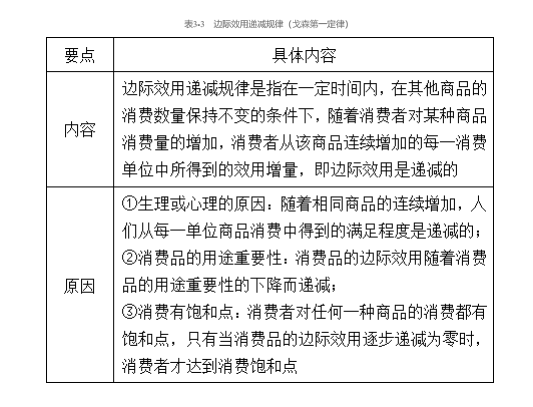 表3-3 边际效用递减规律（戈森第一定律）
要点 具体内容
内容
边际效用递减规律是指在一定时间内，在其他商品的
消费数量保持不变的条件下，随着消费者对某种商品
消费量的增加，消费者从该商品连续增加的每一消费
单位中所得到的效用增量，即边际效用是递减的
原因
①生理或心理的原因：随着相同商品的连续增加，人
们从每一单位商品消费中得到的满足程度是递减的；
②消费品的用途重要性：消费品的边际效用随着消费
品的用途重要性的下降而递减；
③消费有饱和点：消费者对任何一种商品的消费都有
饱和点，只有当消费品的边际效用逐步递减为零时，
消费者才达到消费饱和点